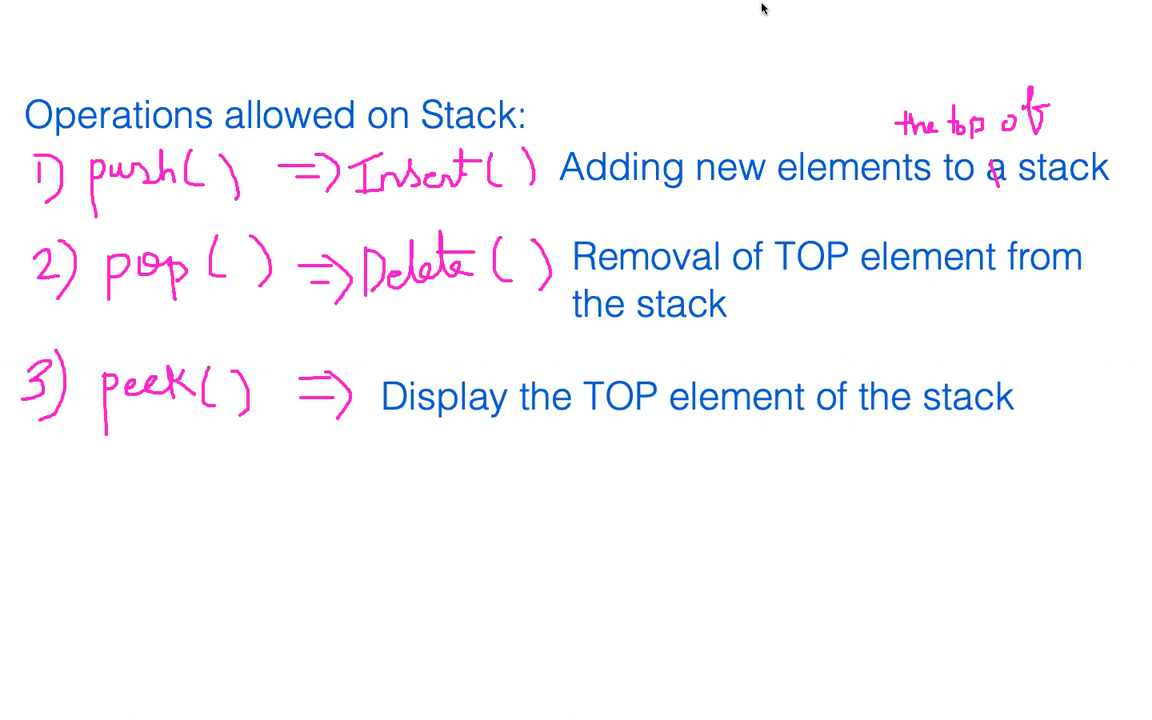 Operations allowed on Stack:
the top of
1) push() => Insert() Adding new elements to a stack
2) pop() => Delete() Removal of TOP element from
the stack
3) peek() => Display the TOP element of the stack